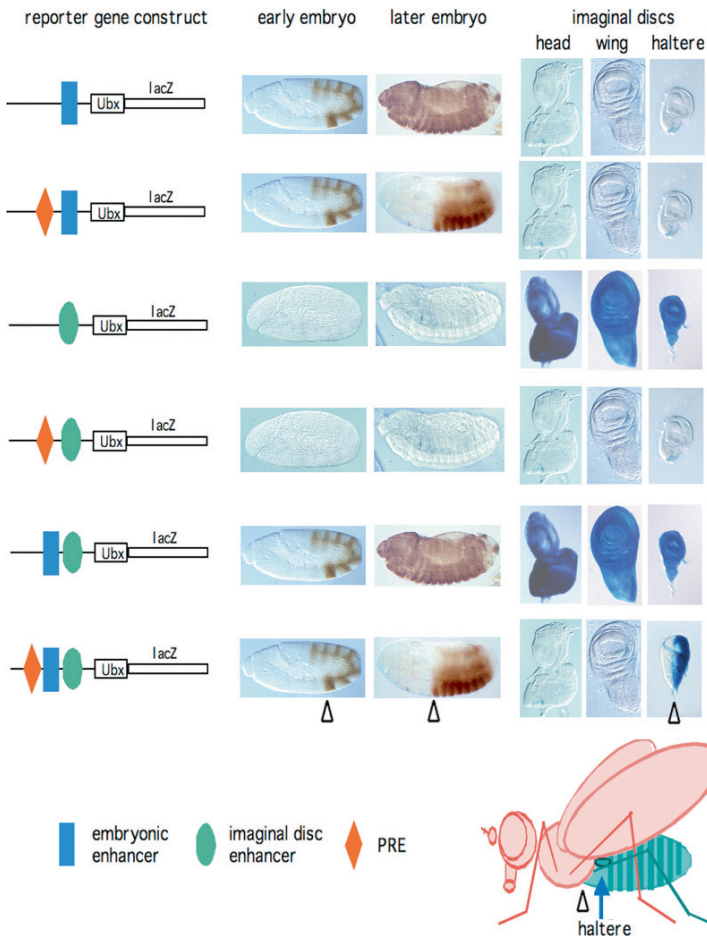 reporter gene construct early embryo later embryo imaginal discs
head wing haltere
lacZ
Ubx
lacZ
Ubx
lacZ
Ubx
lacZ
Ubx
lacZ
Ubx
lacZ
Ubx
embryonic
enhancer
imaginal disc
enhancer
PRE
haltere